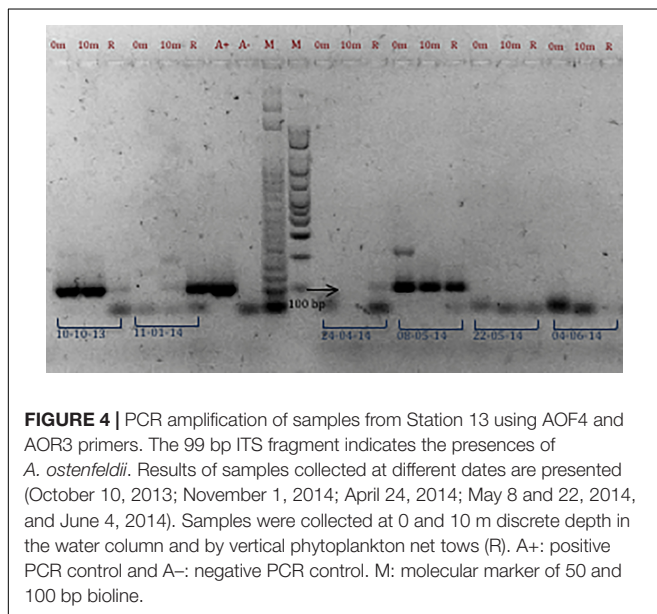 0m 10m R 0m 10m R A+ A- M M 0m 10m R 0m 10m R 0m 10m R 0m 10m R
100 bp
10-10-13 11-01-14 24-04-14 08-05-14 22-05-14 04-06-14
FIGURE 4 | PCR amplification of samples from Station 13 using AOF4 and
AOR3 primers. The 99 bp ITS fragment indicates the presences of
A. ostenfeldii. Results of samples collected at different dates are presented
(October 10, 2013; November 1, 2014; April 24, 2014; May 8 and 22, 2014,
and June 4, 2014). Samples were collected at 0 and 10 m discrete depth in
the water column and by vertical phytoplankton net tows (R). A+: positive
PCR control and A–: negative PCR control. M: molecular marker of 50 and
100 bp bioline.